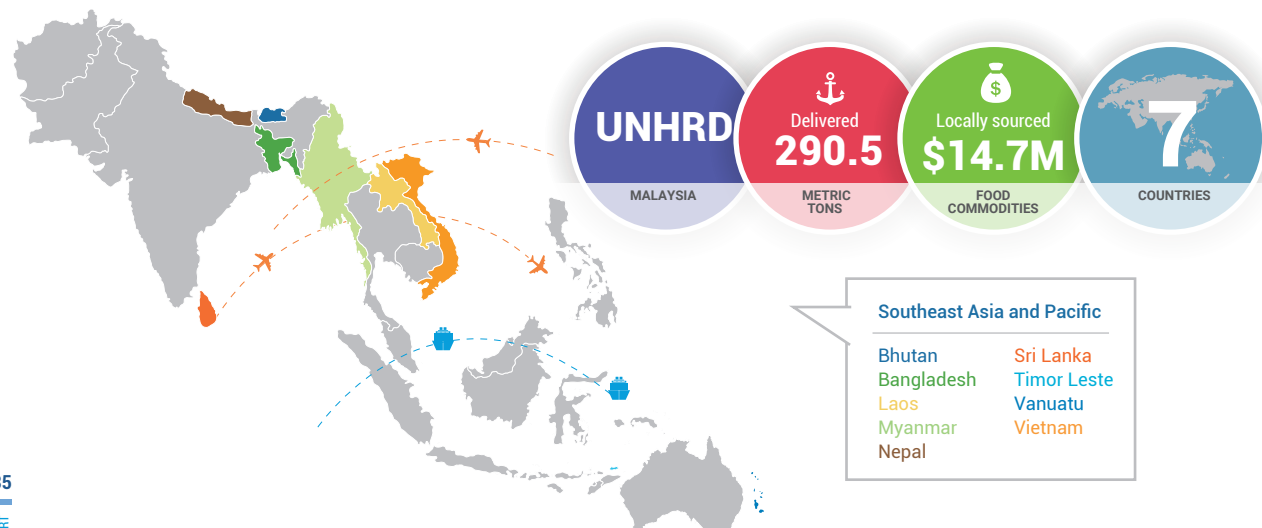 UNHRD
MALAYSIA
Delivered
290.5
METRIC
TONS
$
Locally sourced
$14.7M
FOOD
COMMODITIES
7
COUNTRIES
Southeast Asia and Pacific
Bhutan
Bangladesh
Laos
Myanmar
Nepal
Sri Lanka
Timor Leste
Vanuatu
Vietnam